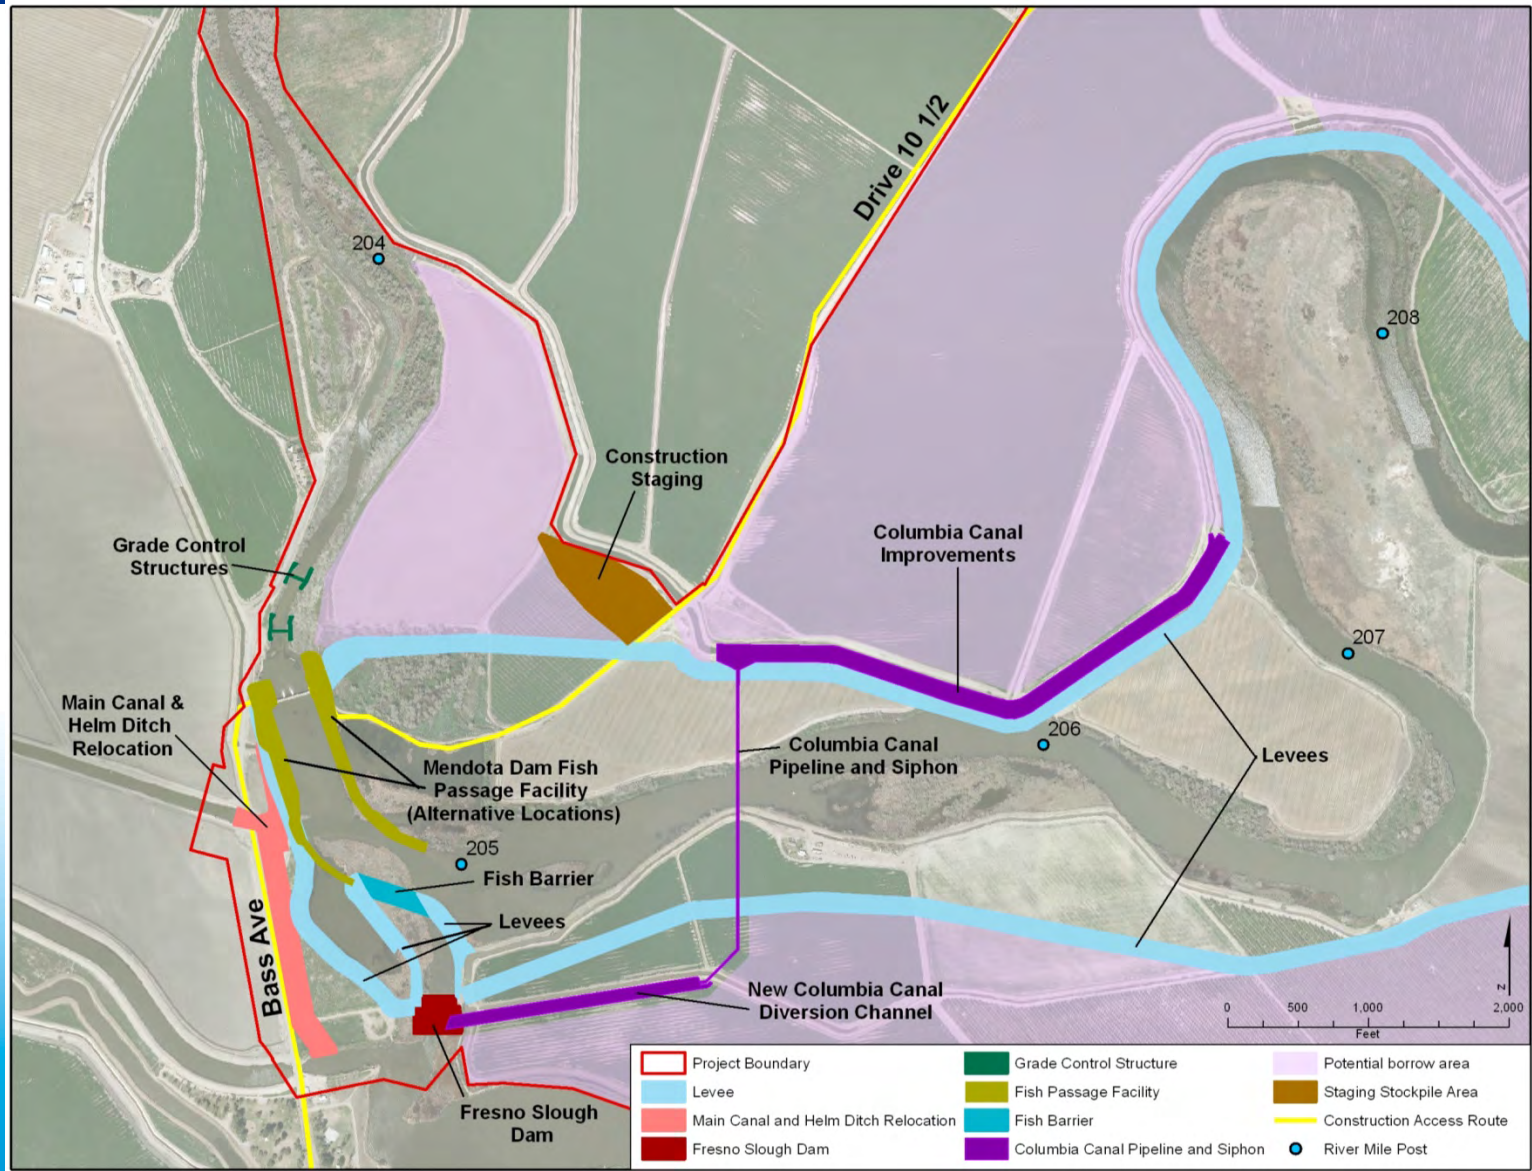 Drive 10 1/2
204
208
Construction
Staging
Grade Control
Structures
Columbia Canal
Improvements
207
Main Canal &
Helm Ditch
Relocation
206
Columbia Canal
Pipeline and Siphon
Levees
Mendota Dam Fish
Passage Facility
(Alternative Locations)
205
Fish Barrier
Levees
Bass Ave
New Columbia Canal
Diversion Channel
Fresno Slough
Dam
N
0 500 1,000 2,000
Feet
Project Boundary
Levee
Main Canal and Helm Ditch Relocation
Fresno Slough Dam
Grade Control Structure
Fish Passage Facility
Fish Barrier
Columbia Canal Pipeline and Siphon
Potential borrow area
Staging Stockpile Area
Construction Access Route
River Mile Post